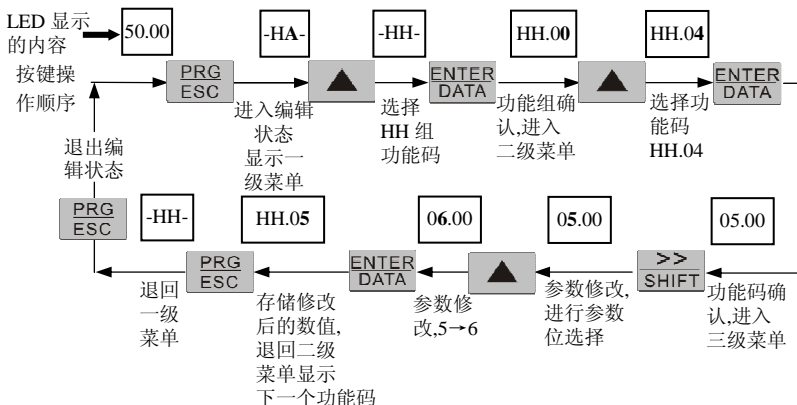 LED 显示
的内容
50.00
-HA-
-HH-
HH.00
HH.04
按键操
作顺序
PRG
ESC
▲
ENTER
DATA
▲
ENTER
DATA
进入编辑
状态
显示一
级菜单
选择
HH 组
功能码
功能组确
认,进入
二级菜单
选择功
能码
HH.04
退出编
辑状态
PRG
ESC
-HH-
HH.05
06.00
05.00
05.00
PRG
ESC
ENTER
DATA
▲
>>
SHIFT
退回
一级
菜单
存储修改
后的数值,
退回二级
菜单显示
下一个功能码
参数修
改,5→6
参数修改,
进行参数
位选择
功能码确
认,进入
三级菜单